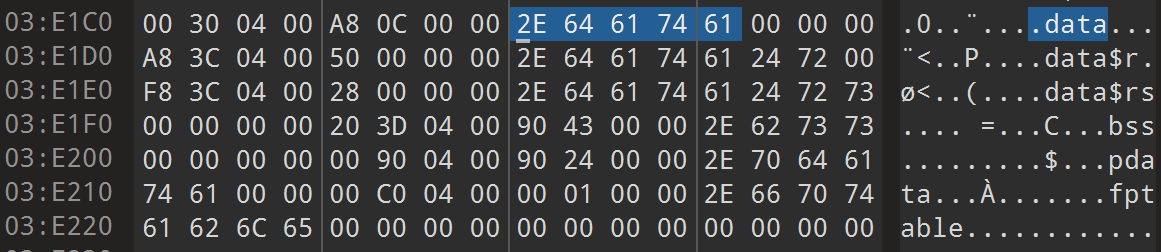 03:E1C0 00 30 04 00 A8 0C 00 00 2E 64 61 74 61 00 00 00 .0..¨....data...
03:E1D0 A8 3C 04 00 50 00 00 00 2E 64 61 74 61 24 72 00 ¨<..P....data$r.
03:E1E0 F8 3C 04 00 28 00 00 00 2E 64 61 74 61 24 72 73 ø<..(....data$rs
03:E1F0 00 00 00 00 20 3D 04 00 90 43 00 00 2E 62 73 73 .... =...C...bss
03:E200 00 00 00 00 00 90 04 00 90 24 00 00 2E 70 64 61 .........$...pda
03:E210 74 61 00 00 00 C0 04 00 00 01 00 00 2E 66 70 74 ta...À.......fpt
03:E220 61 62 6C 65 00 00 00 00 00 00 00 00 00 00 00 00 able............